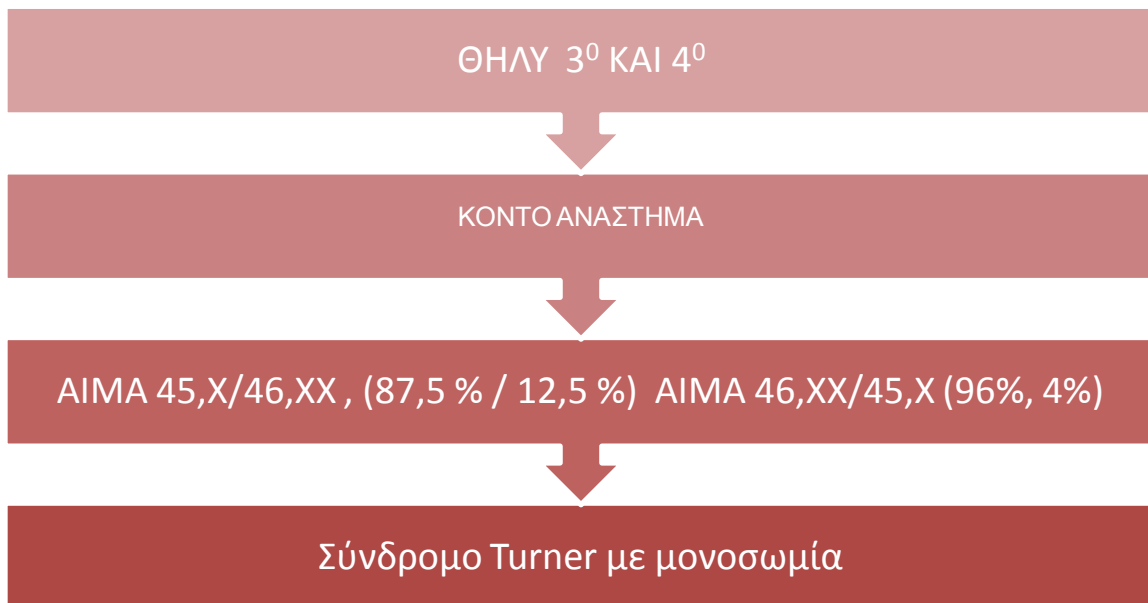 ΘΗΛΥ 3⁰ ΚΑΙ 4⁰
ΚΟΝΤΟ ΑΝΑΣΤΗΜΑ
ΑΙΜΑ 45,Χ/46,ΧΧ , (87,5 % / 12,5 %) ΑΙΜΑ 46,ΧΧ/45,Χ (96%, 4%)
Σύνδρομο Turner με μονοσωμία